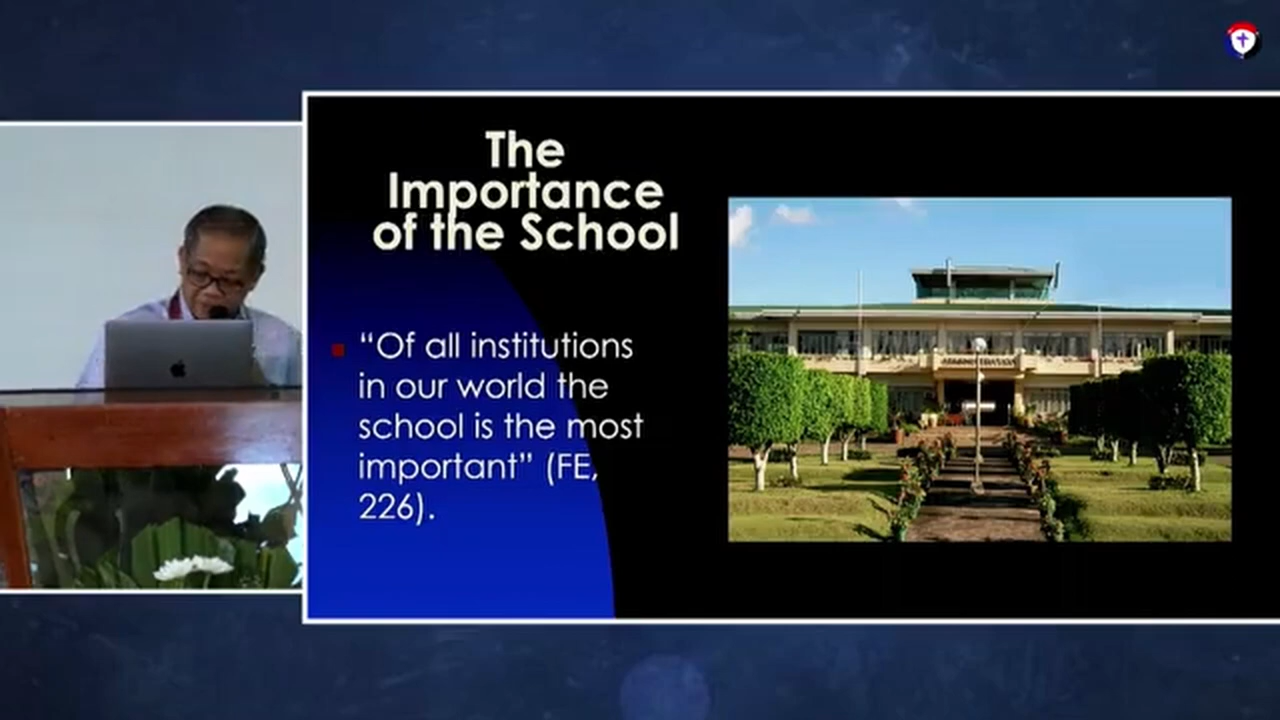 The
Importance
of the School
“Of all institutions
in our world the
school is the most
important” (FE,
226).